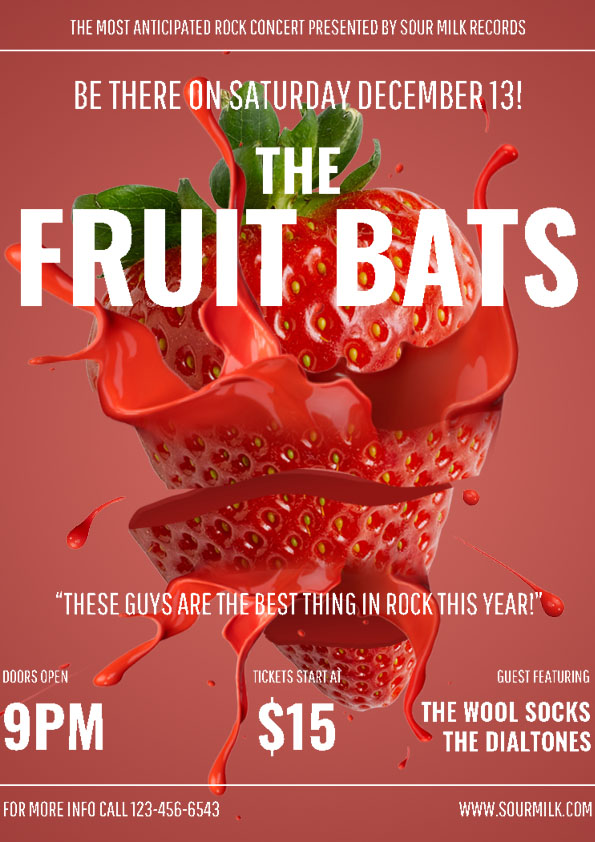 THE MOST ANTICIPATED ROCK CONCERT PRESENTED BY SOUR MILK RECORDS
BE THERE ON SATURDAY DECEMBER 13!
THE
FRUIT BATS
“THESE GUYS ARE THE BEST THING IN ROCK THIS YEAR!”
DOORS OPEN
9PM
TICKETS START AT
$15
GUEST FEATURING
THE WOOL SOCKS
THE DIALTONES
FOR MORE INFO CALL 123-456-6543
WWW.SOURMILK.COM